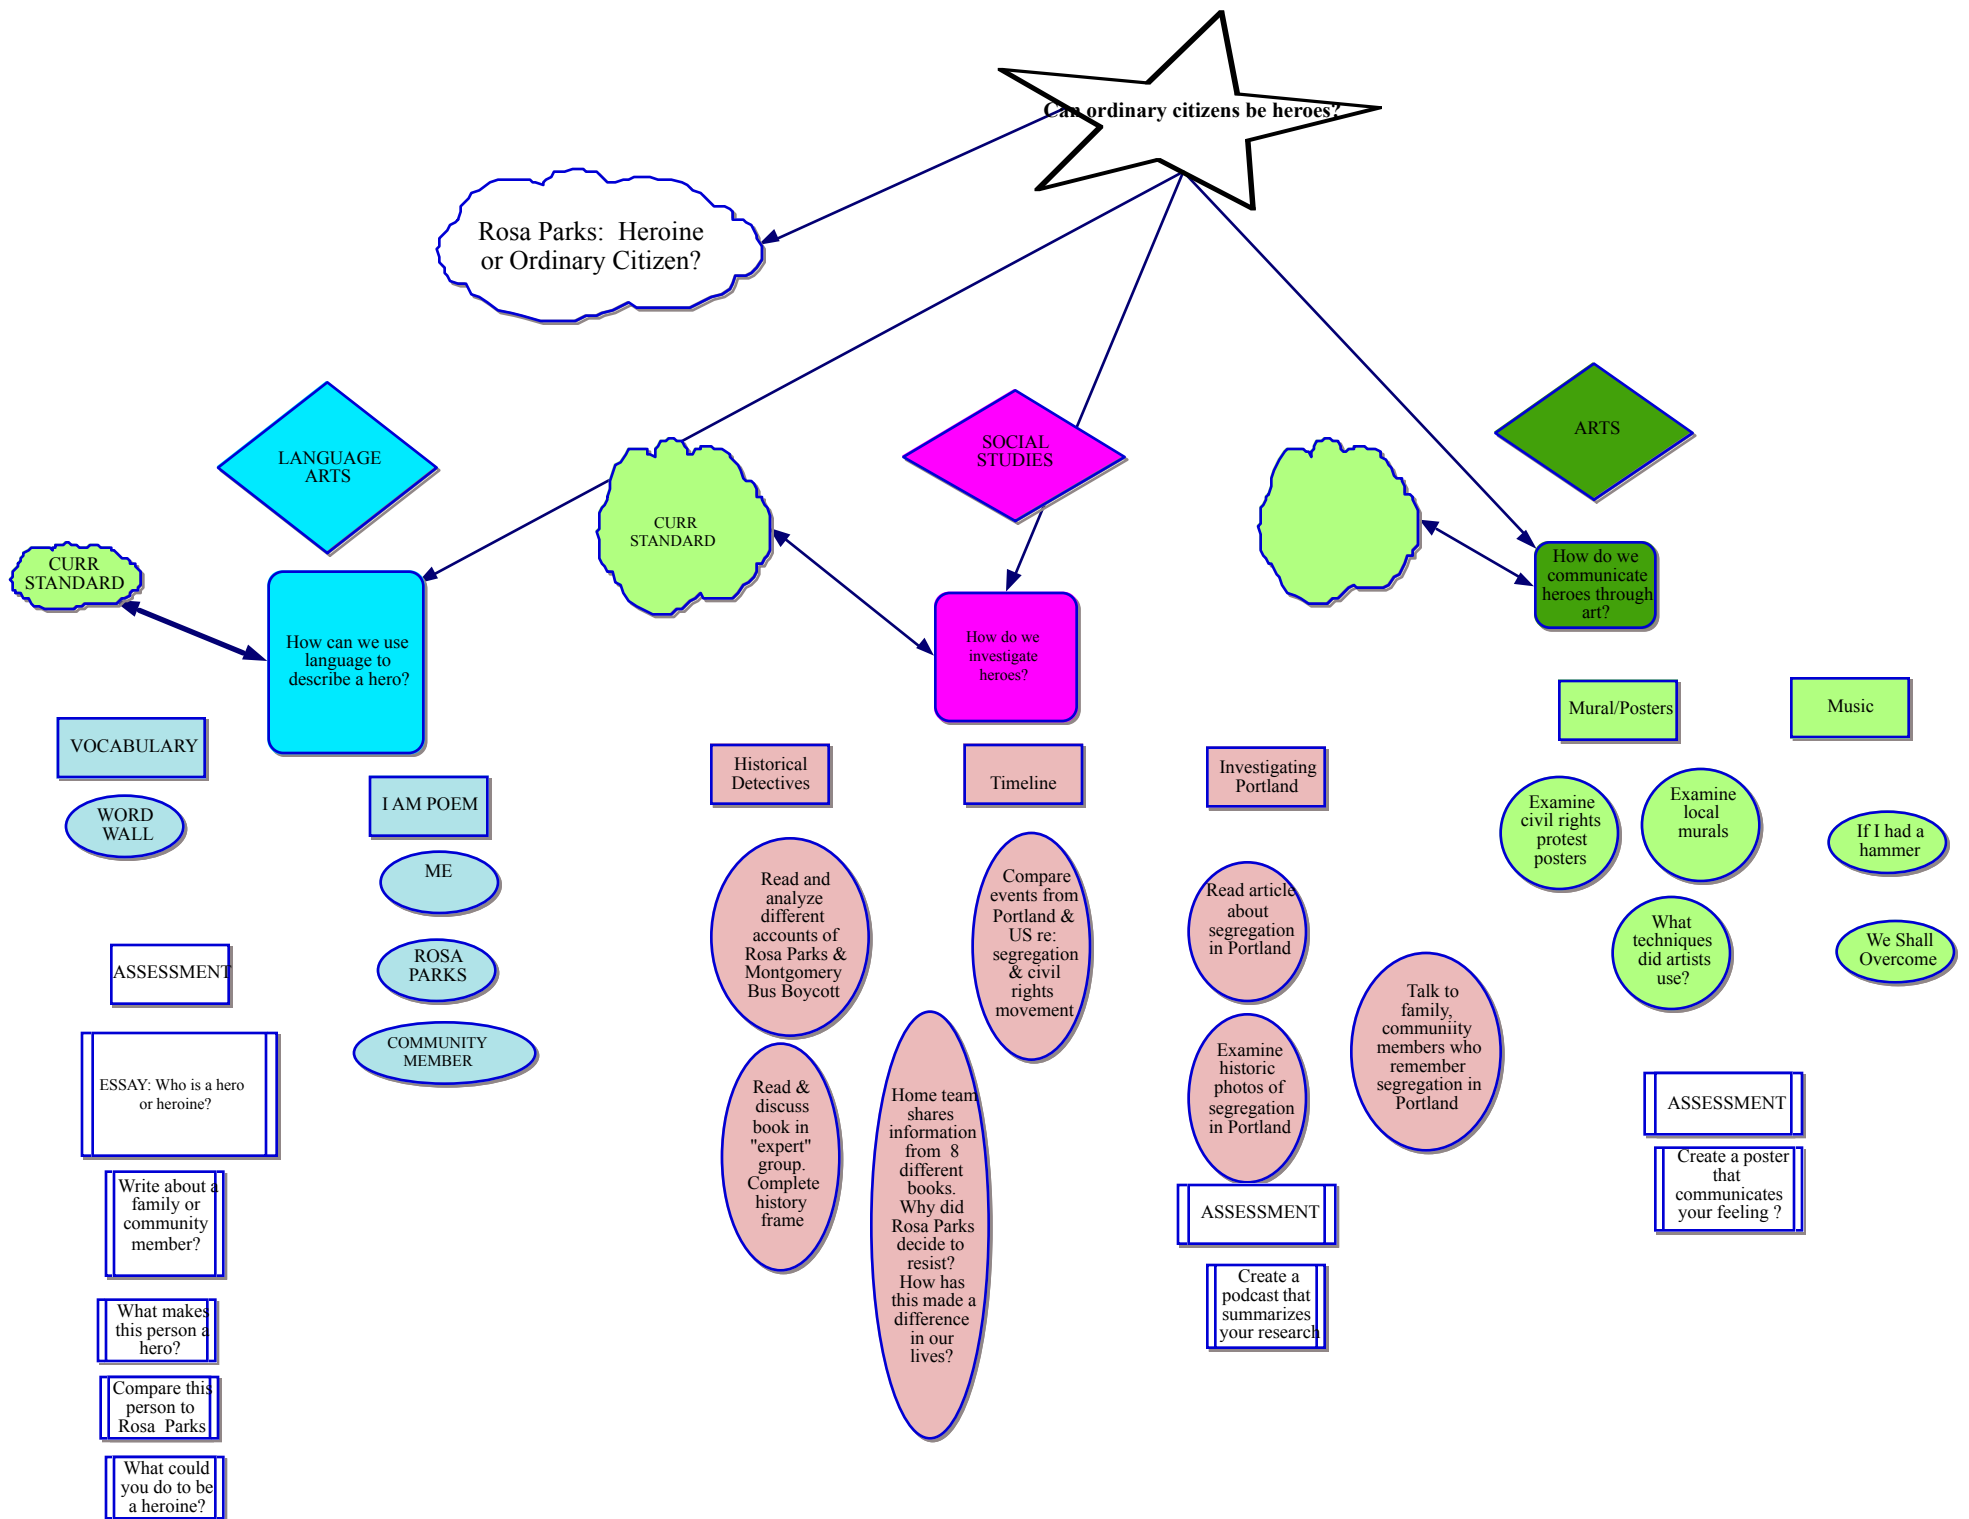 Can ordinary citizens be heroes?
Rosa Parks:  Heroine
or Ordinary Citizen?
LANGUAGE
ARTS
SOCIAL
STUDIES
ARTS
CURR
STANDARD
CURR
STANDARD
How can we use
language to
describe a hero?
How do we
investigate
heroes?
How do we
communicate
heroes through
art?
VOCABULARY
WORD
WALL
I AM POEM
ME
ROSA
PARKS
COMMUNITY
MEMBER
ASSESSMENT
ESSAY: Who is a hero
or heroine?
Write about a
family or
community
member?
What makes
this person a
hero?
Compare this
person to
Rosa  Parks
What could
you do to be
a heroine?
Historical
Detectives
Read and
analyze
different
accounts of
Rosa Parks &
Montgomery
Bus Boycott
Read &
discuss
book in
"expert"
group.
Complete
history
frame
Home team
shares
information
from  8
different
books.
Why did
Rosa Parks
decide to
resist?
How has
this made a
difference
in our
lives?
Timeline
Compare
events from
Portland &
US re:
segregation
& civil
rights
movement
Investigating
Portland
Read article
about
segregation
in Portland
Examine
historic
photos of
segregation
in Portland
Talk to
family,
communiity
members who
remember
segregation in
Portland
ASSESSMENT
Create a
podcast that
summarizes
your research
Mural/Posters
Examine
civil rights
protest
posters
Examine
local
murals
What
techniques
did artists
use?
Music
If I had a
hammer
We Shall
Overcome
ASSESSMENT
Create a poster
that
communicates
your feeling ?